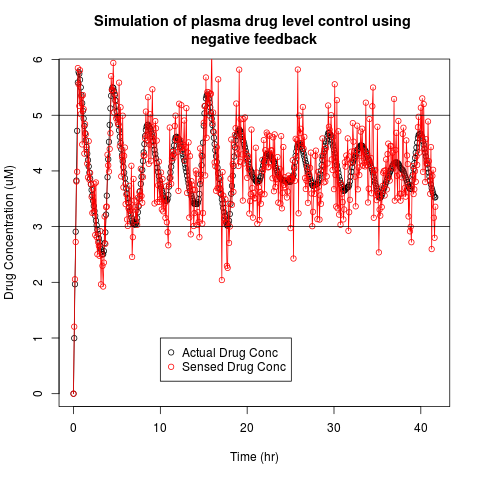 Simulation of plasma drug level control using
negative feedback
Drug Concentration (uM)
6
5
4
3
2
1
0
Actual Drug Conc
Sensed Drug Conc
0 10 20 30 40
Time (hr)